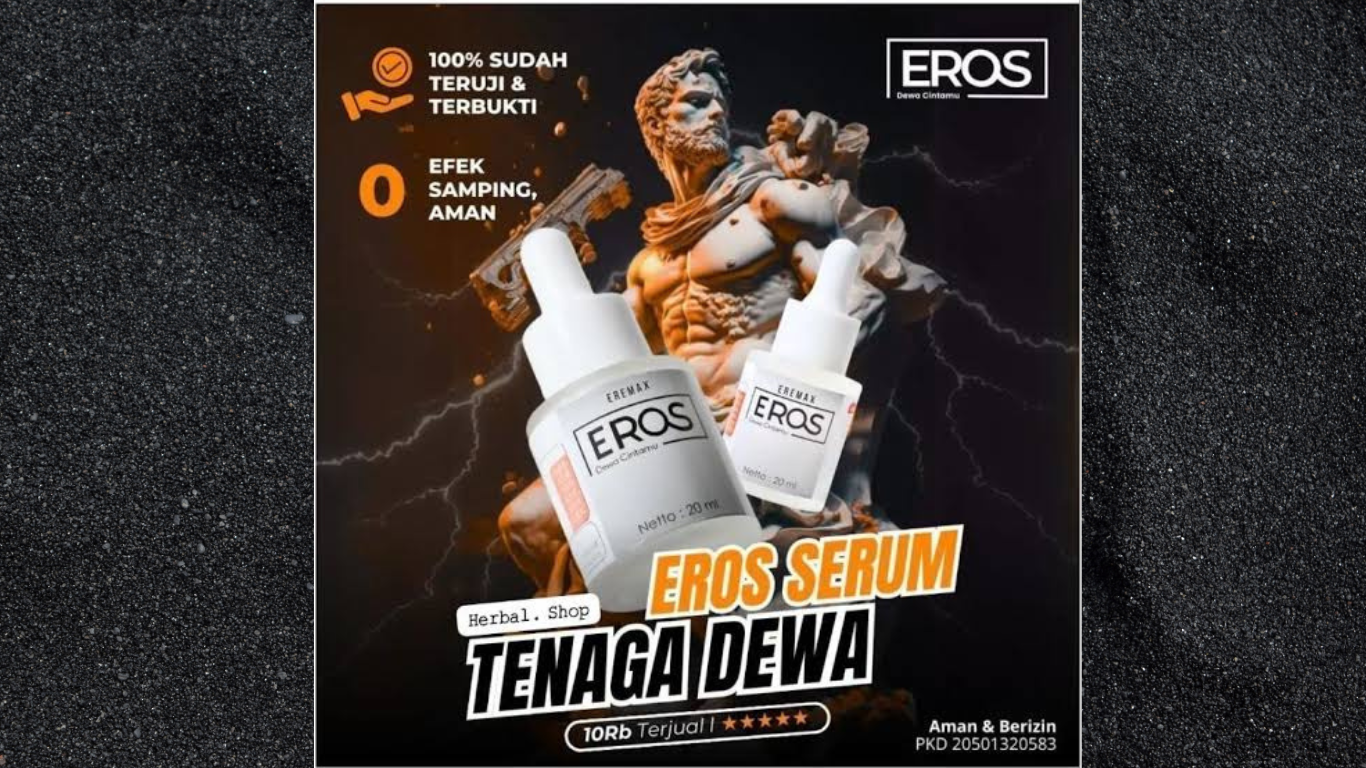 100% SUDAH
TERUJI &
TERBUKTI
0
EFEK
SAMPING,
AMAN
EROS
Dewa Cintamu
EREMAX
EROS
Dewa Cintamu
Netto : 20 ml
EREMAX
EROS
Dewa Cintamu
Netto : 20 ml
EROS SERUM
Herbal. Shop
TENAGA DEWA
10Rb Terjual |
Aman & Berizin
PKD 20501320583